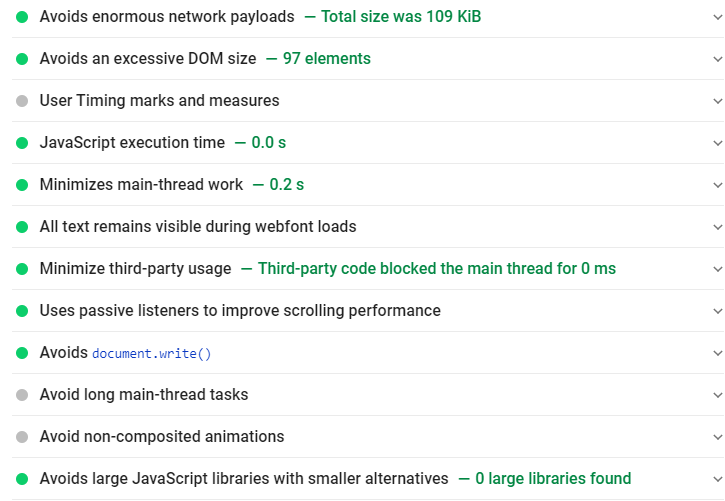 Avoids enormous network payloads — Total size was 109 KiB
Avoids an excessive DOM size — 97 elements
User Timing marks and measures
JavaScript execution time — 0.0 s
Minimizes main-thread work — 0.2 s
All text remains visible during webfont loads
Minimize third-party usage — Third-party code blocked the main thread for 0 ms
Uses passive listeners to improve scrolling performance
Avoids document.write()
Avoid long main-thread tasks
Avoid non-composited animations
Avoids large JavaScript libraries with smaller alternatives — 0 large libraries found